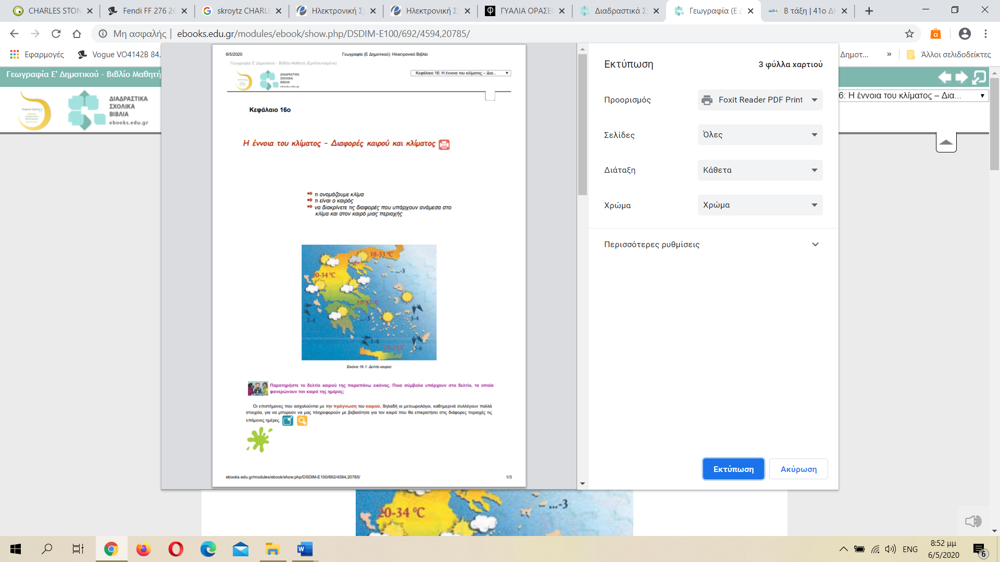 CHARLES STON
Fendi FF 276 26
skroytz CHARLE
Ηλεκτρονική Σχ
Ηλεκτρονική Σχ
ΓΥΑΛΙΑ ΟΡΑΣΕΩ
Διαδραστικά Σχ
Γεωγραφία (Ε Δ
Β τάξη | 41ο Δη
Μη ασφαλής
ebooks.edu.gr/modules/ebook/show.php/DSDIM-E100/692/4594,20785/
Εφαρμογές
Vogue VO4142B 84.
Δημοτ...
»
Άλλοι σελιδοδείκτες
Γεωγραφία Ε' Δημοτικού - Βιβλίο Μαθητή
ΔΙΑΔΡΑΣΤΙΚΑ
ΣΧΟΛΙΚΑ
ΒΙΒΛΙΑ
ebooks.edu.gr
6: Η έννοια του κλίματος – Δια...
6/5/2020
Γεωγραφία (Ε Δημοτικού): Ηλεκτρονικό Βιβλίο
Γεωγραφία Ε' Δημοτικού - Βιβλίο Μαθητή (Εμπλουτισμένο)
ΔΙΑΔΡΑΣΤΙΚΑ
ΣΧΟΛΙΚΑ
ΒΙΒΛΙΑ
ebooks.edu.gr
Κεφάλαιο 16: Η έννοια του κλίματος – Δια...
Κεφάλαιο 16ο
Η έννοια του κλίματος – Διαφορές καιρού και κλίματος
τι ονομάζουμε κλίμα
τι είναι ο καιρός
να διακρίνετε τις διαφορές που υπάρχουν ανάμεσα στο
κλίμα και στον καιρό μιας περιοχής
18-33 °C
...-3
20-34 °C
19-37 °C
3-4
...-3
3-4
3-4
23-34 °C
5-6
Εικόνα 16.1: Δελτίο καιρού
Παρατηρήστε το δελτίο καιρού της παραπάνω εικόνας. Ποια σύμβολα υπάρχουν στο δελτίο, τα οποία
φανερώνουν τον καιρό της ημέρας;
Οι επιστήμονες που ασχολούνται με την πρόγνωση του καιρού, δηλαδή οι μετεωρολόγοι, καθημερινά συλλέγουν πολλά
στοιχεία, για να μπορούν να μας πληροφορούν με βεβαιότητα για τον καιρό που θα επικρατήσει στις διάφορες περιοχές τις
επόμενες ημέρες.
ebooks.edu.gr/modules/ebook/show.php/DSDIM-E100/692/4594,20785/
1/3
Εκτύπωση
3 φύλλα χαρτιού
Προορισμός
Foxit Reader PDF Print
Σελίδες
Όλες
Διάταξη
Κάθετα
Χρώμα
Χρώμα
Περισσότερες ρυθμίσεις
Εκτύπωση
Ακύρωση
20-34 °C
...-3
ENG
8:52 μμ
6/5/2020
6